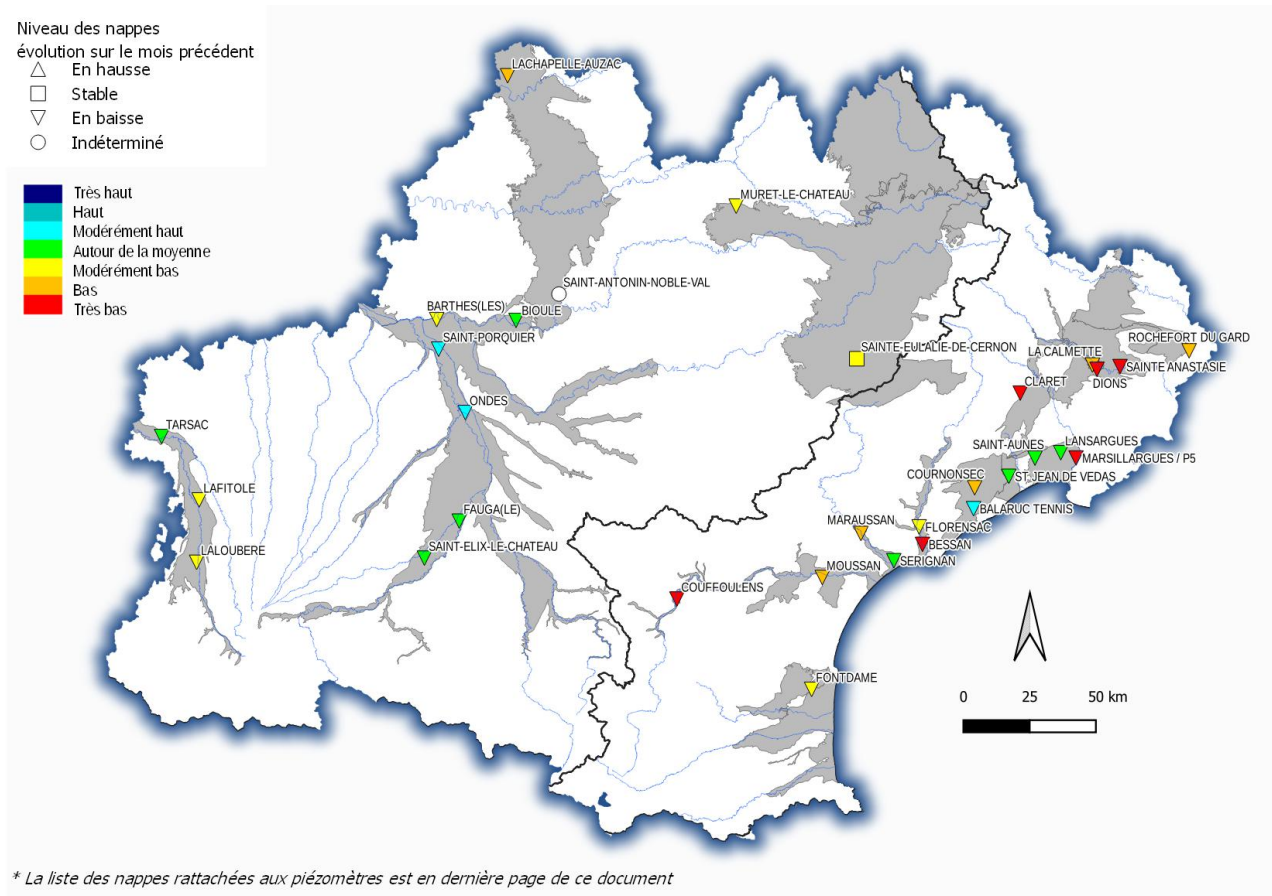 Niveau des nappes
évolution sur le mois précédent
En hausse
Stable
En baisse
Indéterminé
Très haut
Haut
Modérément haut
Autour de la moyenne
Modérément bas
Bas
Très bas
LACHAPELLE-AUZAC
MURET-LE-CHATEAU
SAINT-ANTONIN-NOBLE-VAL
BARTHES(LES)
BIOULE
SAINT-PORQUIER
SAINTE-EULALIE-DE-CERNON
ROCHEFORT DU GARD
LA CALMETTE
SAINTE ANASTASIE
DIONS
CLARET
ONDES
TARSAC
SAINT-AUNES
LANSARGUES
MARSILLARGUES / P5
ST JEAN DE VEDAS
COURNONSEC
LAFITOLE
BALARUC TENNIS
FAUGA(LE)
MARAUSSAN
FLORENSAC
BESSAN
LALOUBERE
SAINT-ELIX-LE-CHATEAU
SERIGNAN
MOUSSAN
COUFFOULENS
FONTDAME
0 25 50 km
* La liste des nappes rattachées aux piézomètres est en dernière page de ce document